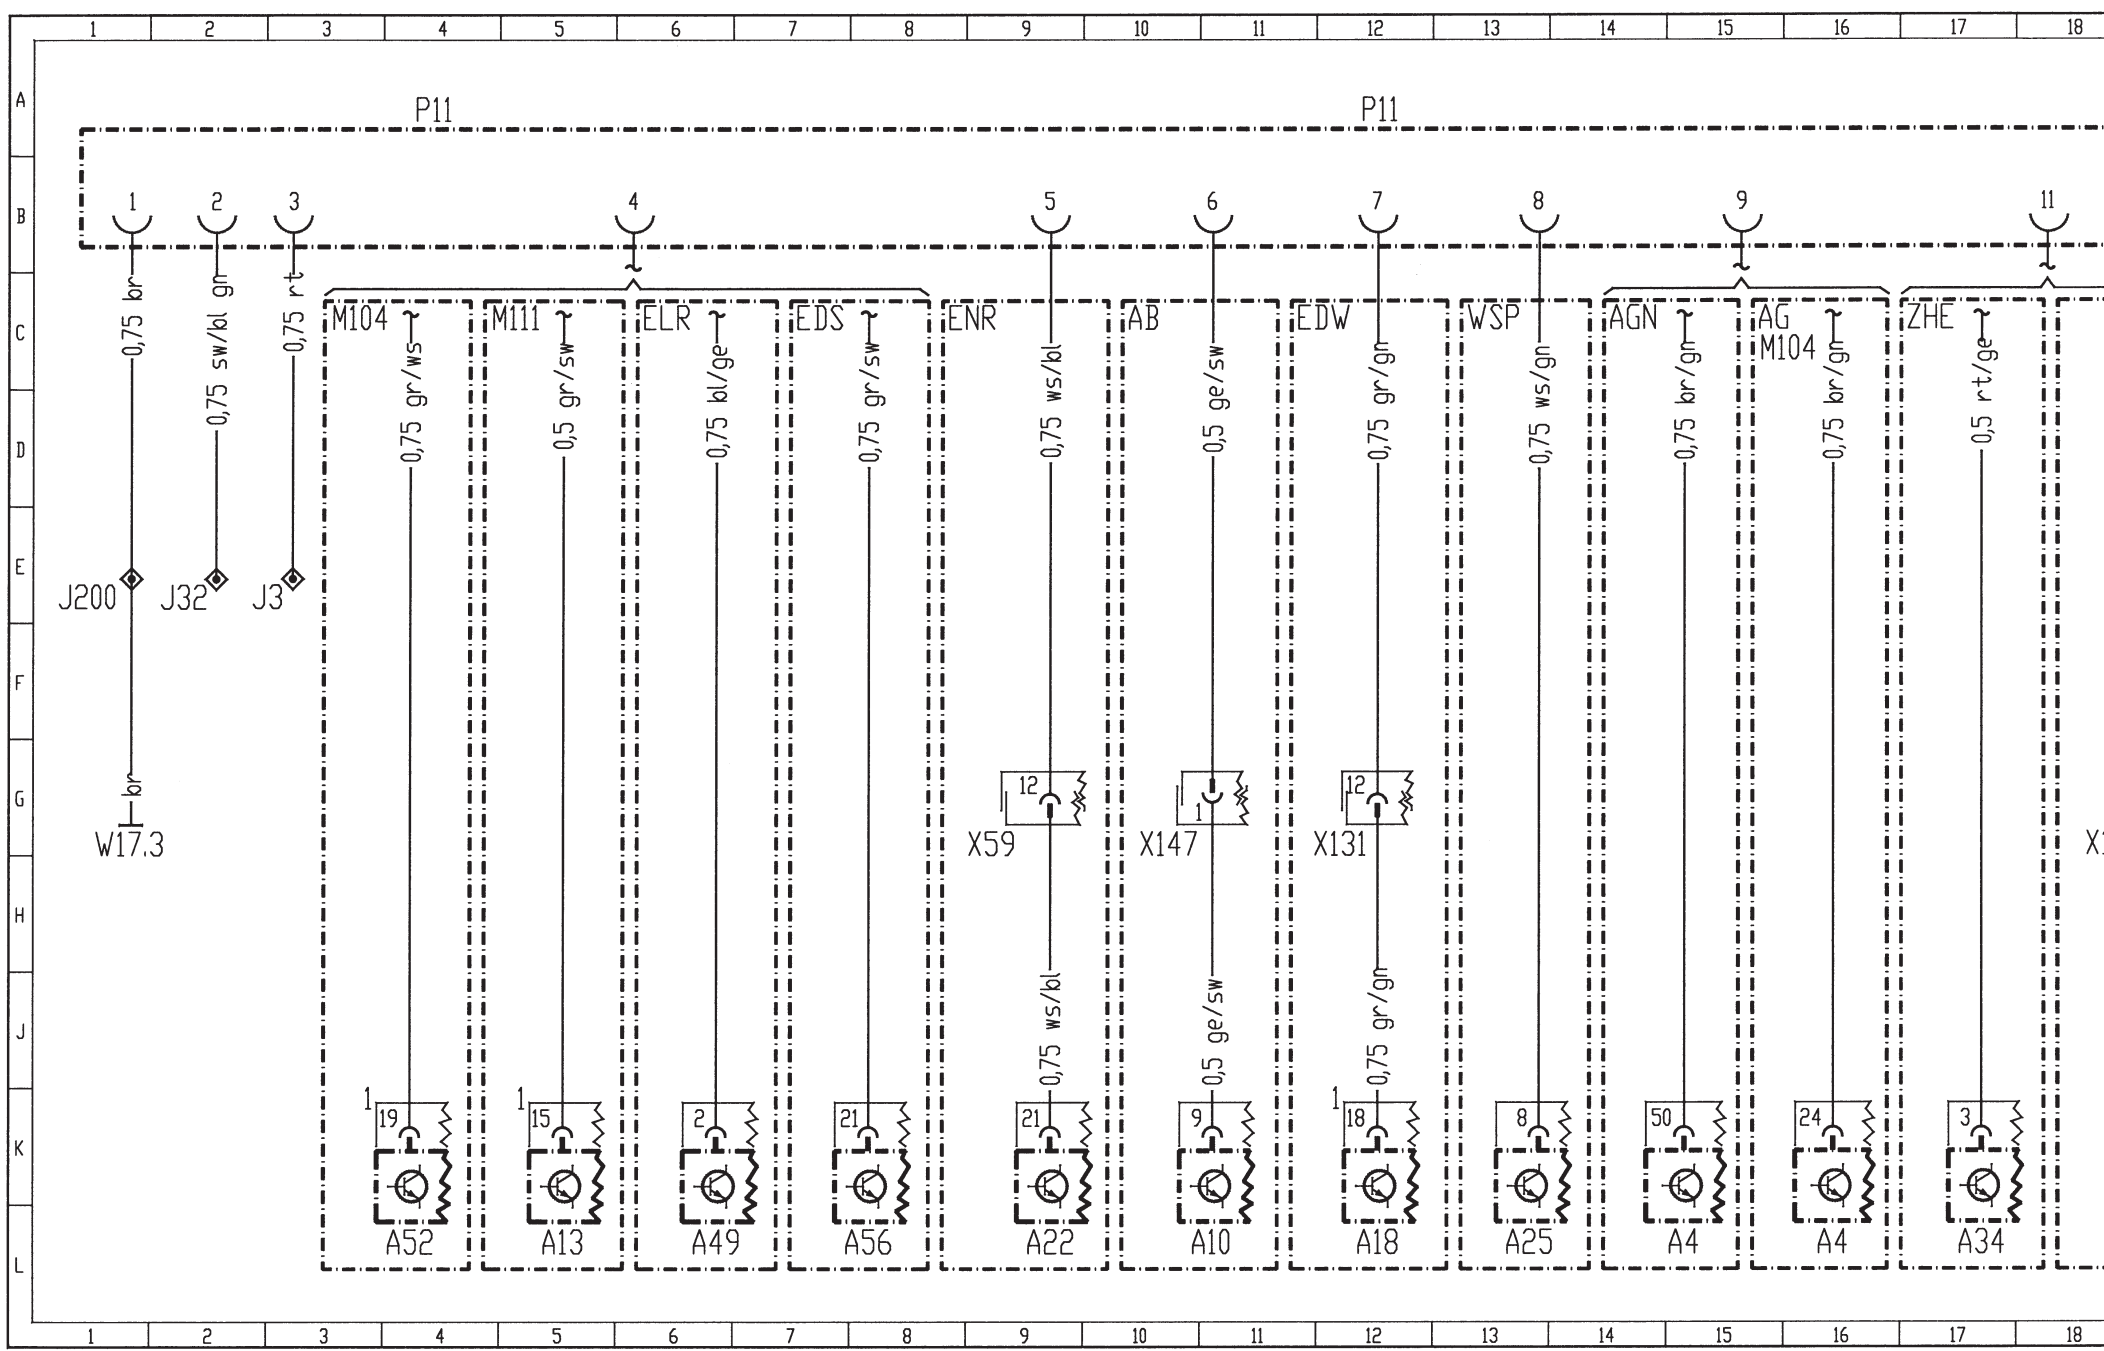 1 2 3 4 5 6 7 8 9 10 11 12 13 14 15 16 17 18
A
P11 P11
B
1 2 3 4 5 6 7 8 9 11
C
M104 M111 ELR EDS ENR AB EDW WSP AGN AG ZHE
M104
0,75 br
0,75 sw/bl gn
0,75 rt
0,75 gr/ws
0,5 gr/sw
0,75 bl/ge
0,75 gr/sw
0,75 ws/bl
0,5 ge/sw
0,75 gr/gn
0,75 ws/gn
0,75 br/gn
0,75 br/gn
0,5 rt/ge
D
E
J200 J32 J3
F
G
br
12 1 12
W17.3 X59 X147 X131
H
J
0,75 ws/bl
0,5 ge/sw
0,75 gr/gn
K
1 19 1 15 2 21 21 9 1 18 8 50 24 3
A52 A13 A49 A56 A22 A10 A18 A25 A4 A4 A34
L
1 2 3 4 5 6 7 8 9 10 11 12 13 14 15 16 17 18